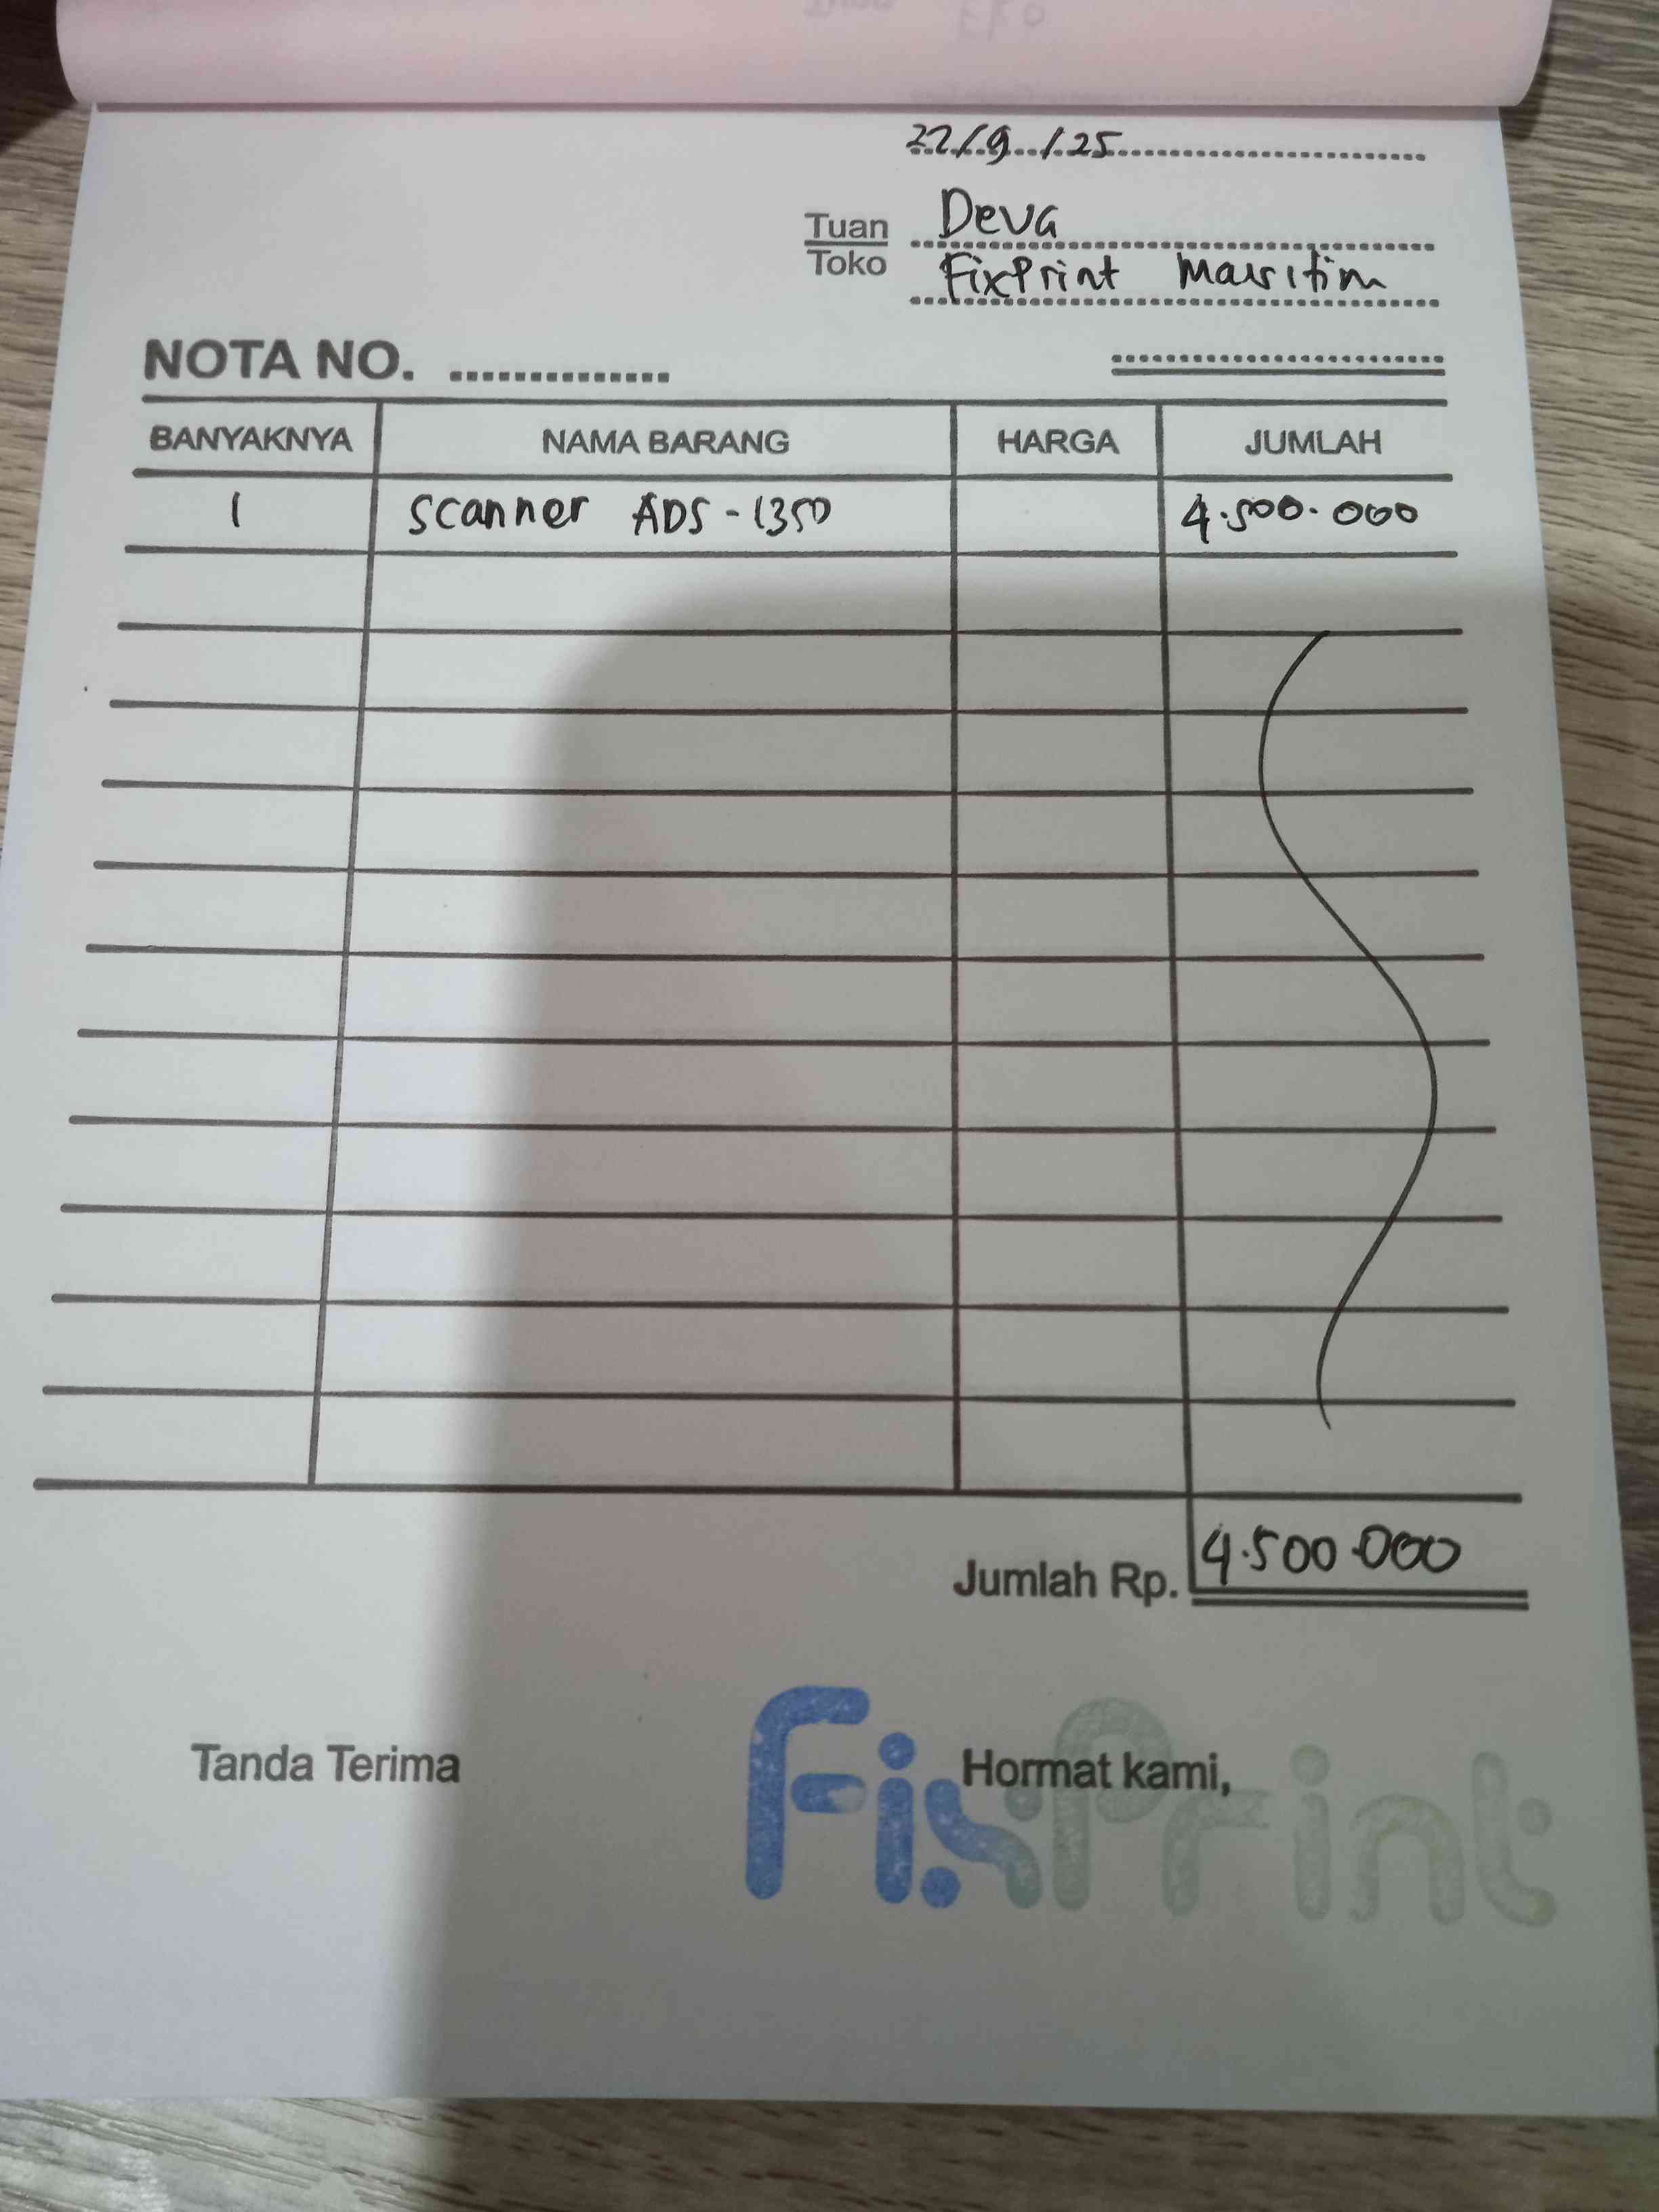 22/9/25
Tuan Deva
Toko FixPrint Mauritim
NOTA NO.
BANYAKNYA NAMA BARANG HARGA JUMLAH
1 Scanner ADS-1350 4.500.000
Jumlah Rp. 4.500.000
Tanda Terima Hormat kami,
FixPrint